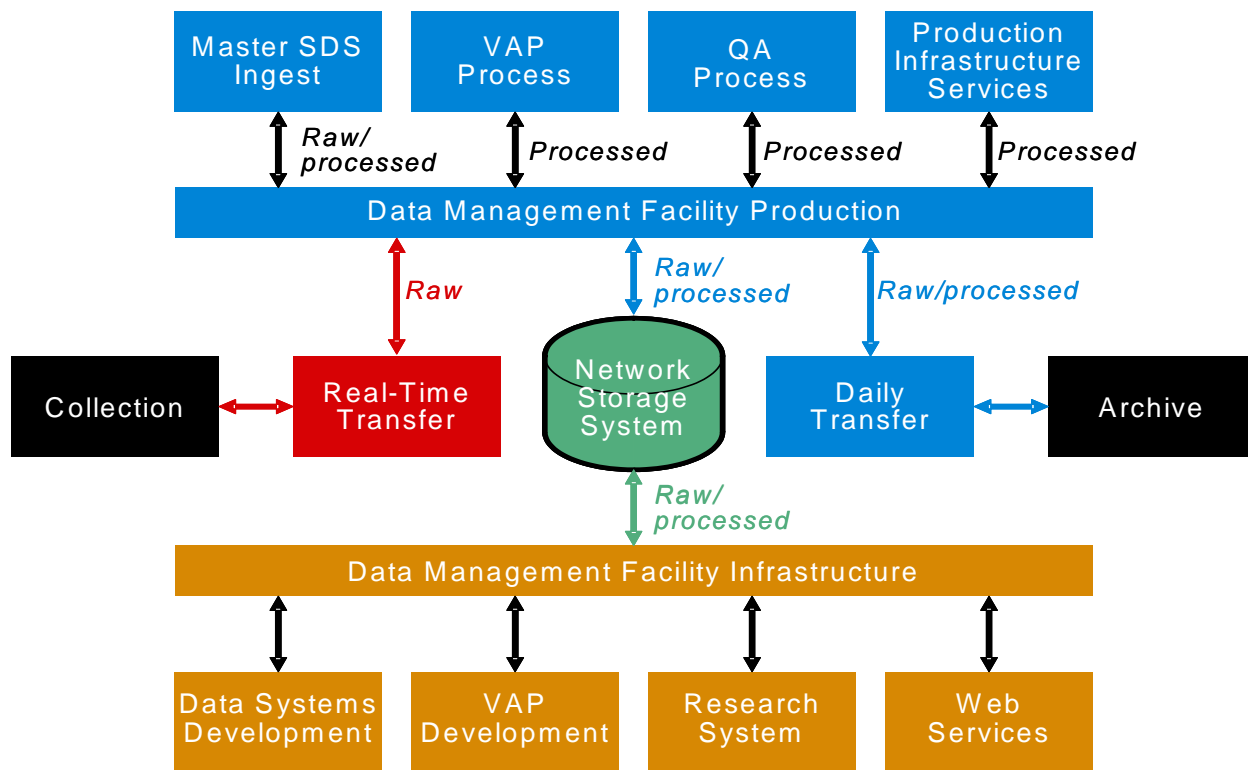 Master SDS
Ingest
VAP
Process
QA
Process
Production
Infrastructure
Services
Raw/
processed
Processed
Processed
Processed
Data Management Facility Production
Raw
Raw/
processed
Raw/processed
Collection
Real-Time
Transfer
Network
Storage
System
Daily
Transfer
Archive
Raw/
processed
Data Management Facility Infrastructure
Data Systems
Development
VAP
Development
Research
System
Web
Services